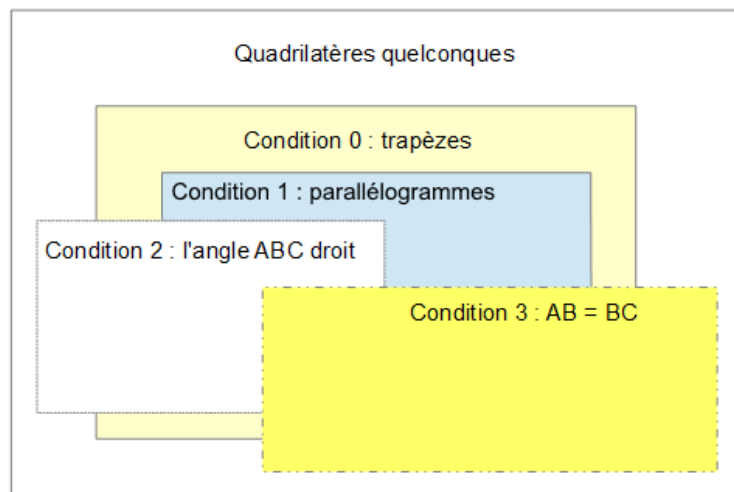 Quadrilatères quelconques
Condition 0 : trapèzes
Condition 1 : parallélogrammes
Condition 2 : l'angle ABC droit
Condition 3 : AB = BC